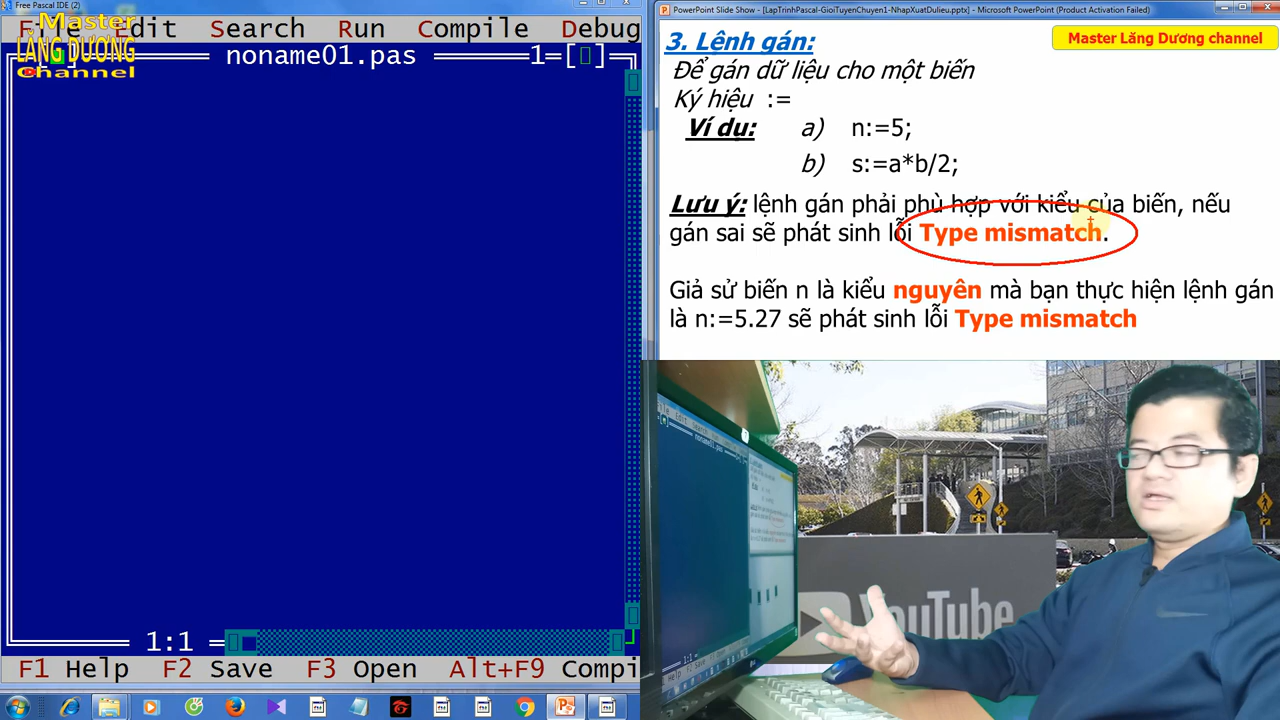 Free Pascal IDE (2)
File Edit Search Run Compile Debug
Master
LĂNG DƯƠNG
Channel
noname01.pas 1=[ ]
1:1
F1 Help F2 Save F3 Open Alt+F9 Compi
PowerPoint Slide Show - [LapTrinhPascal-GioiTuyenChuyen1-NhapXuatDulieu.pptx] - Microsoft PowerPoint (Product Activation Failed)
3. Lệnh gán:
Master Lăng Dương channel
Để gán dữ liệu cho một biến
Ký hiệu :=
Ví dụ: a) n:=5;
b) s:=a*b/2;
Lưu ý: lệnh gán phải phù hợp với kiểu của biến, nếu
gán sai sẽ phát sinh lỗi Type mismatch.
Giả sử biến n là kiểu nguyên mà bạn thực hiện lệnh gán
là n:=5.27 sẽ phát sinh lỗi Type mismatch
noname01.pas
YouTube